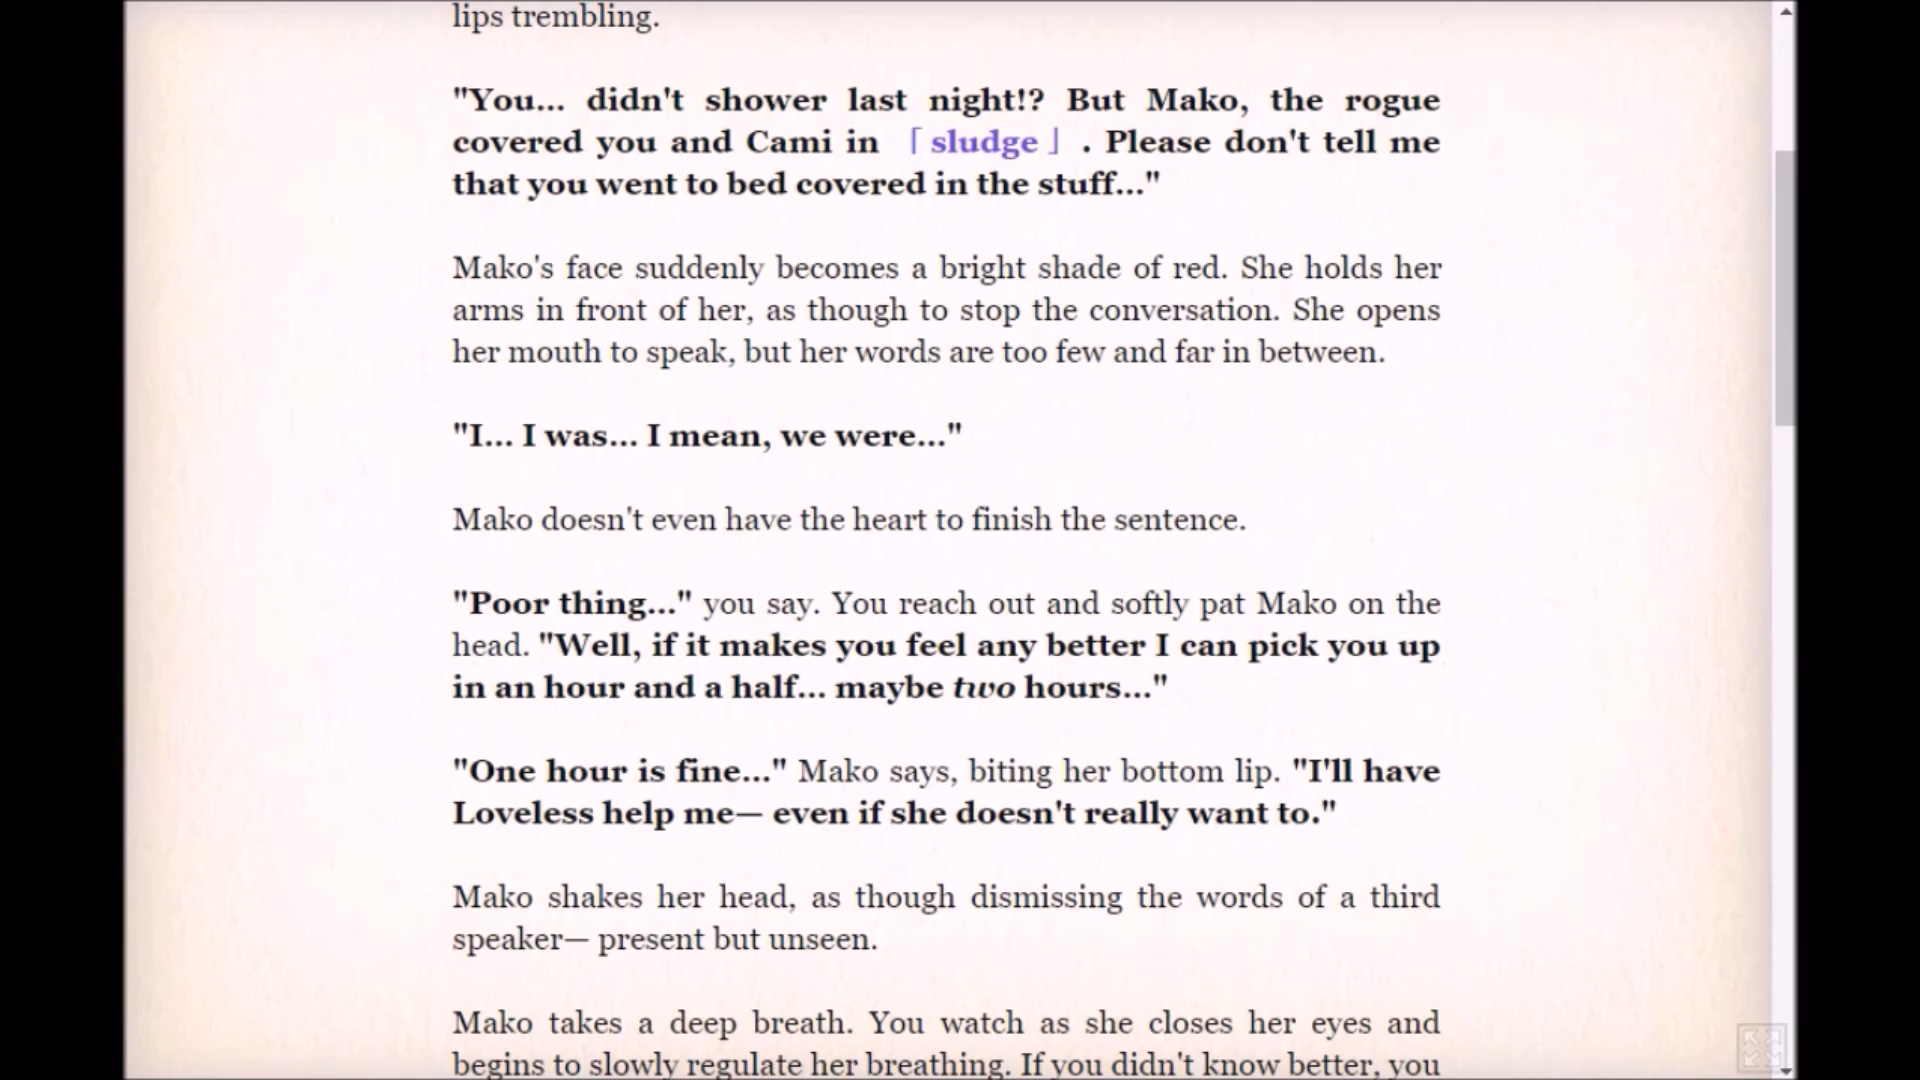 lips trembling.
"You... didn't shower last night!? But Mako, the rogue
covered you and Cami in 「sludge」. Please don't tell me
that you went to bed covered in the stuff..."
Mako's face suddenly becomes a bright shade of red. She holds her
arms in front of her, as though to stop the conversation. She opens
her mouth to speak, but her words are too few and far in between.
"I... I was... I mean, we were..."
Mako doesn't even have the heart to finish the sentence.
"Poor thing..." you say. You reach out and softly pat Mako on the
head. "Well, if it makes you feel any better I can pick you up
in an hour and a half... maybe two hours..."
"One hour is fine..." Mako says, biting her bottom lip. "I'll have
Loveless help me— even if she doesn't really want to."
Mako shakes her head, as though dismissing the words of a third
speaker— present but unseen.
Mako takes a deep breath. You watch as she closes her eyes and
begins to slowly regulate her breathing. If you didn't know better, you